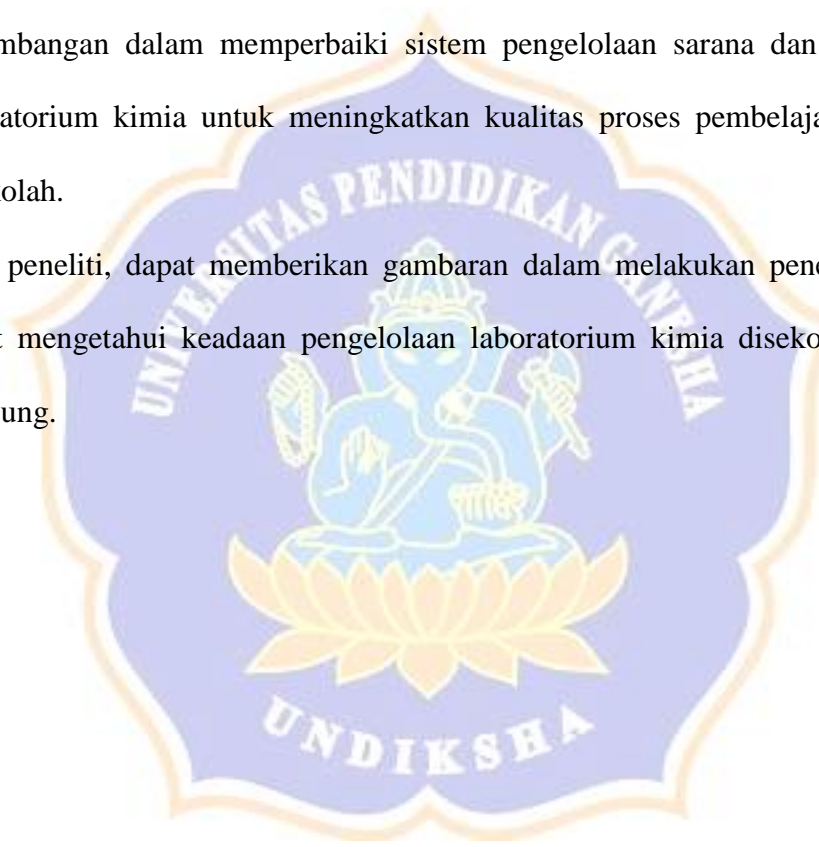 mbangan dalam memperbaiki sistem pengelolaan sarana dan
atorium kimia untuk meningkatkan kualitas proses pembelaja
olah.
peneliti, dapat memberikan gambaran dalam melakukan pene
t mengetahui keadaan pengelolaan laboratorium kimia diseko
ung.
UNIVERSITAS PENDIDIKAN GANESHA
UNDIKSHA